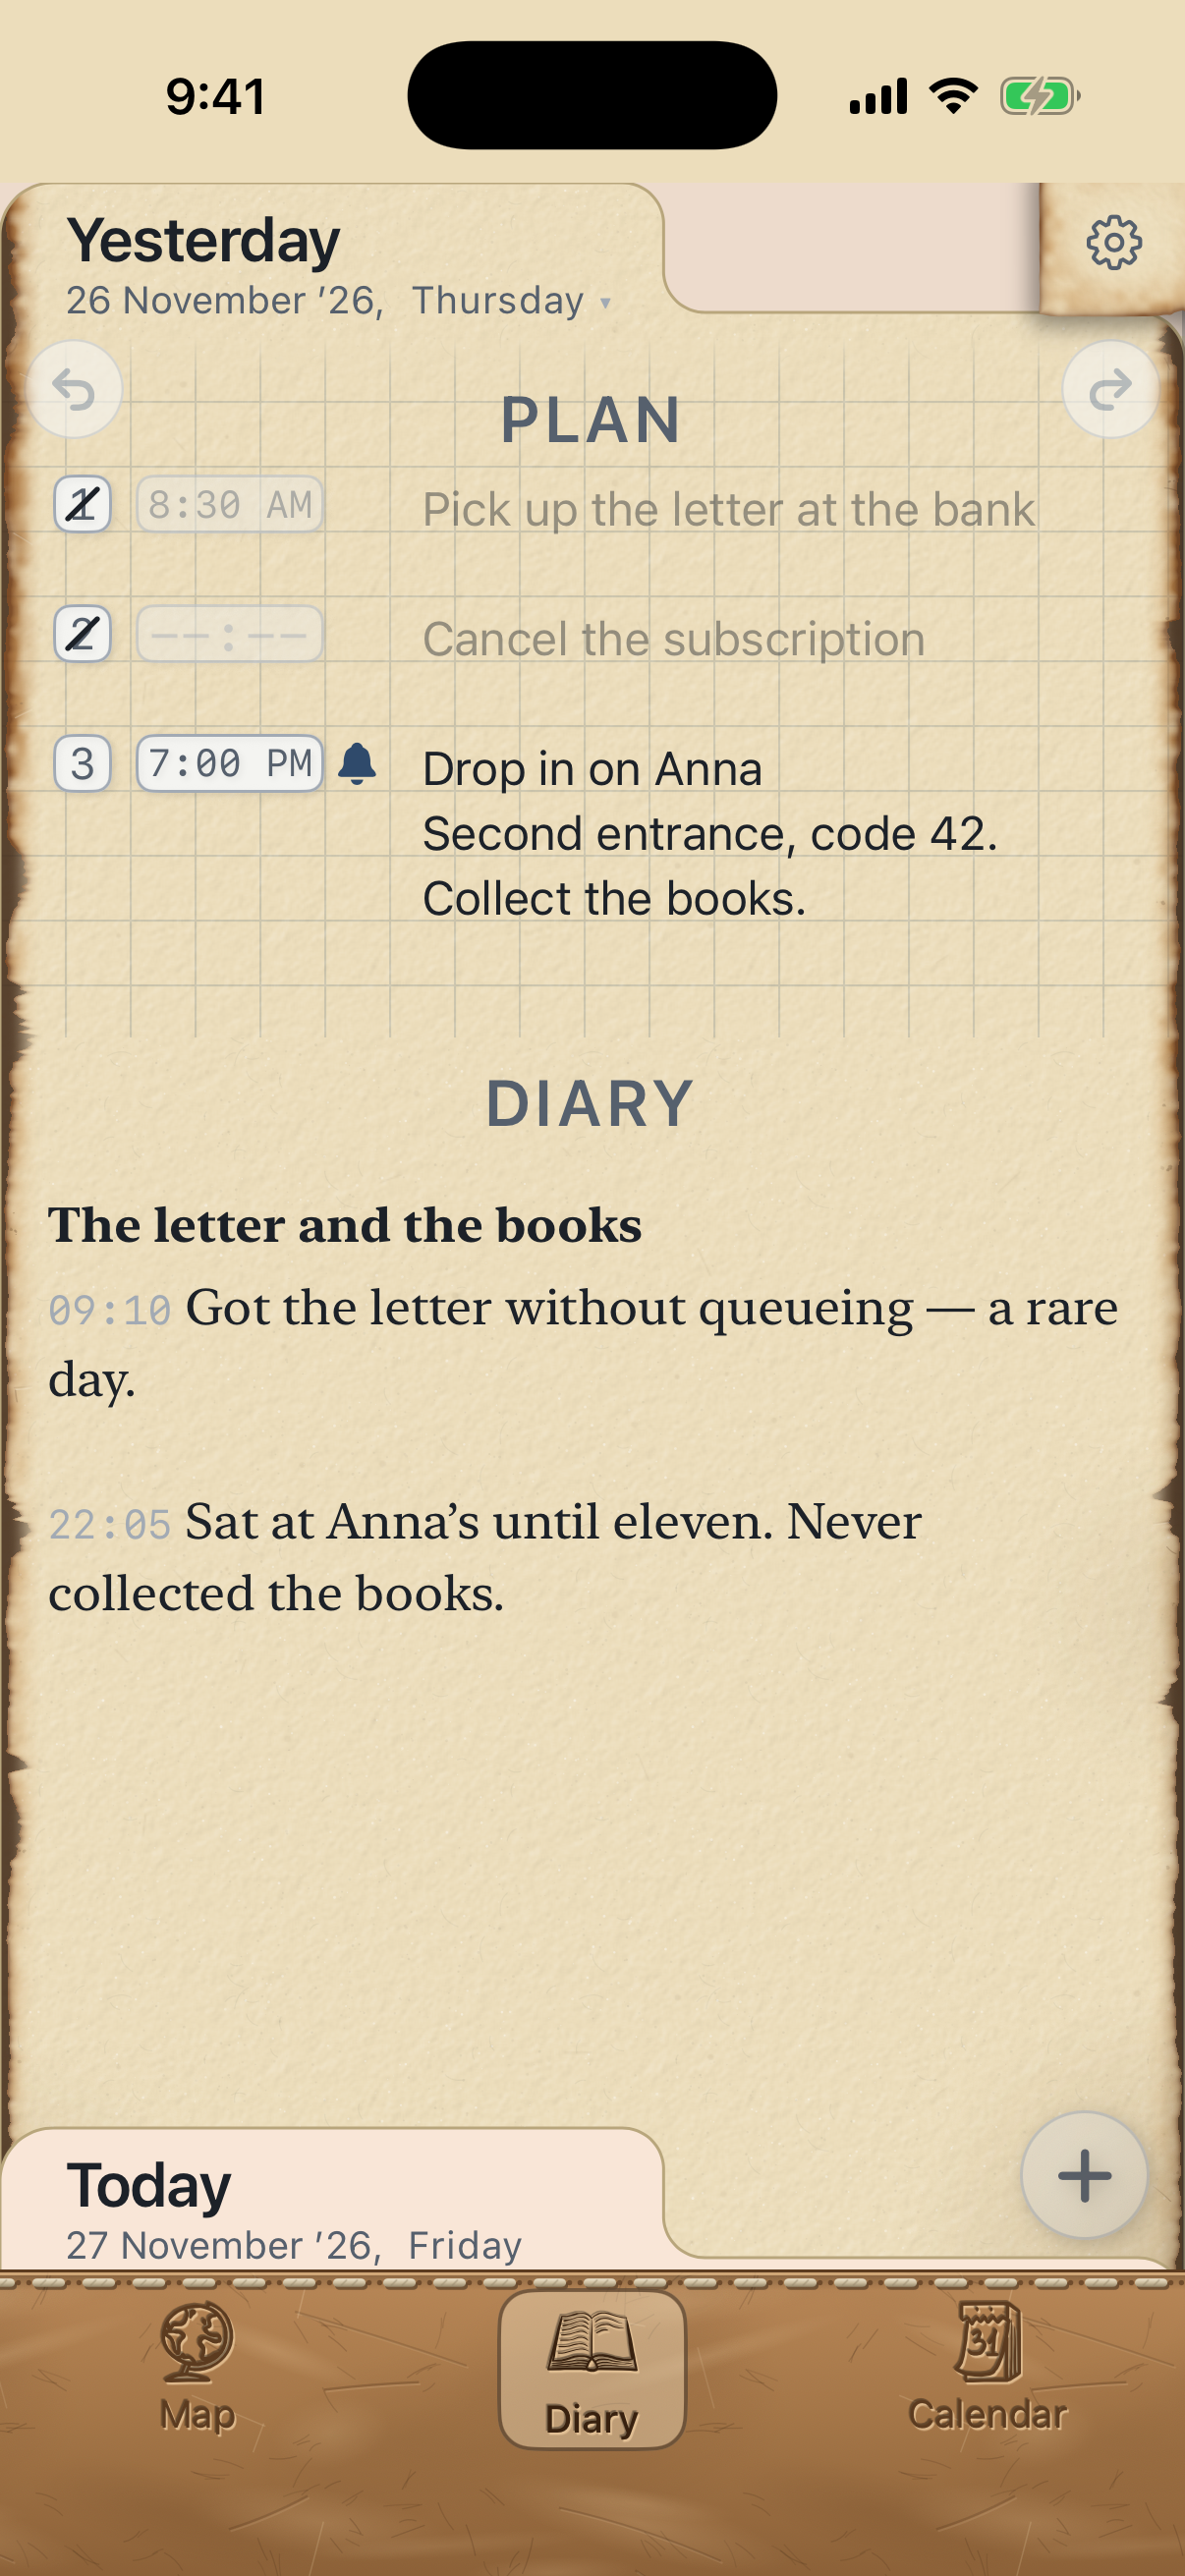 9:41
Yesterday
26 November ’26, Thursday ▾
PLAN
1 8:30 AM Pick up the letter at the bank
2 --:-- Cancel the subscription
3 7:00 PM Drop in on Anna
Second entrance, code 42.
Collect the books.
DIARY
The letter and the books
09:10 Got the letter without queueing — a rare
day.
22:05 Sat at Anna’s until eleven. Never
collected the books.
Today
27 November ’26, Friday
31
Map Diary Calendar